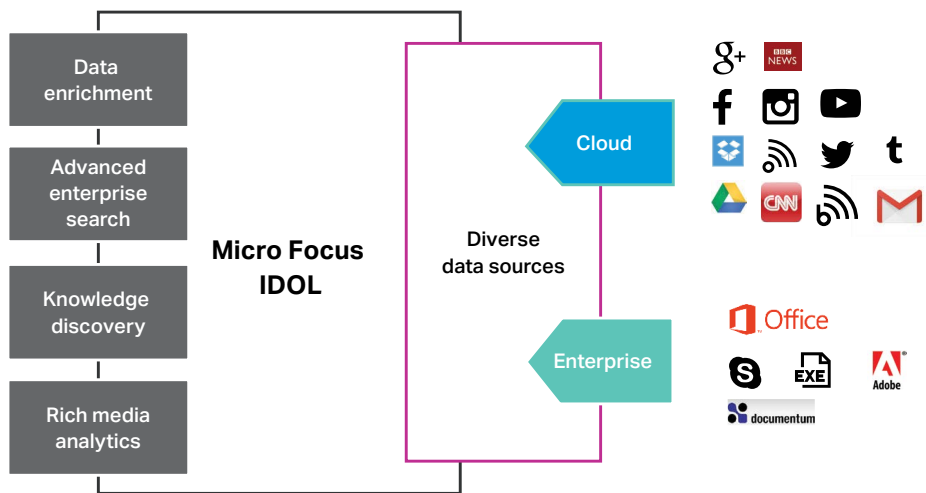 Data
enrichment
Advanced
enterprise
search
Knowledge
discovery
Rich media
analytics
Micro Focus
IDOL
Diverse
data sources
Cloud
Enterprise
g+
BBC
NEWS
f
t
CNN
b
M
Office
S
EXE
Adobe
documentum